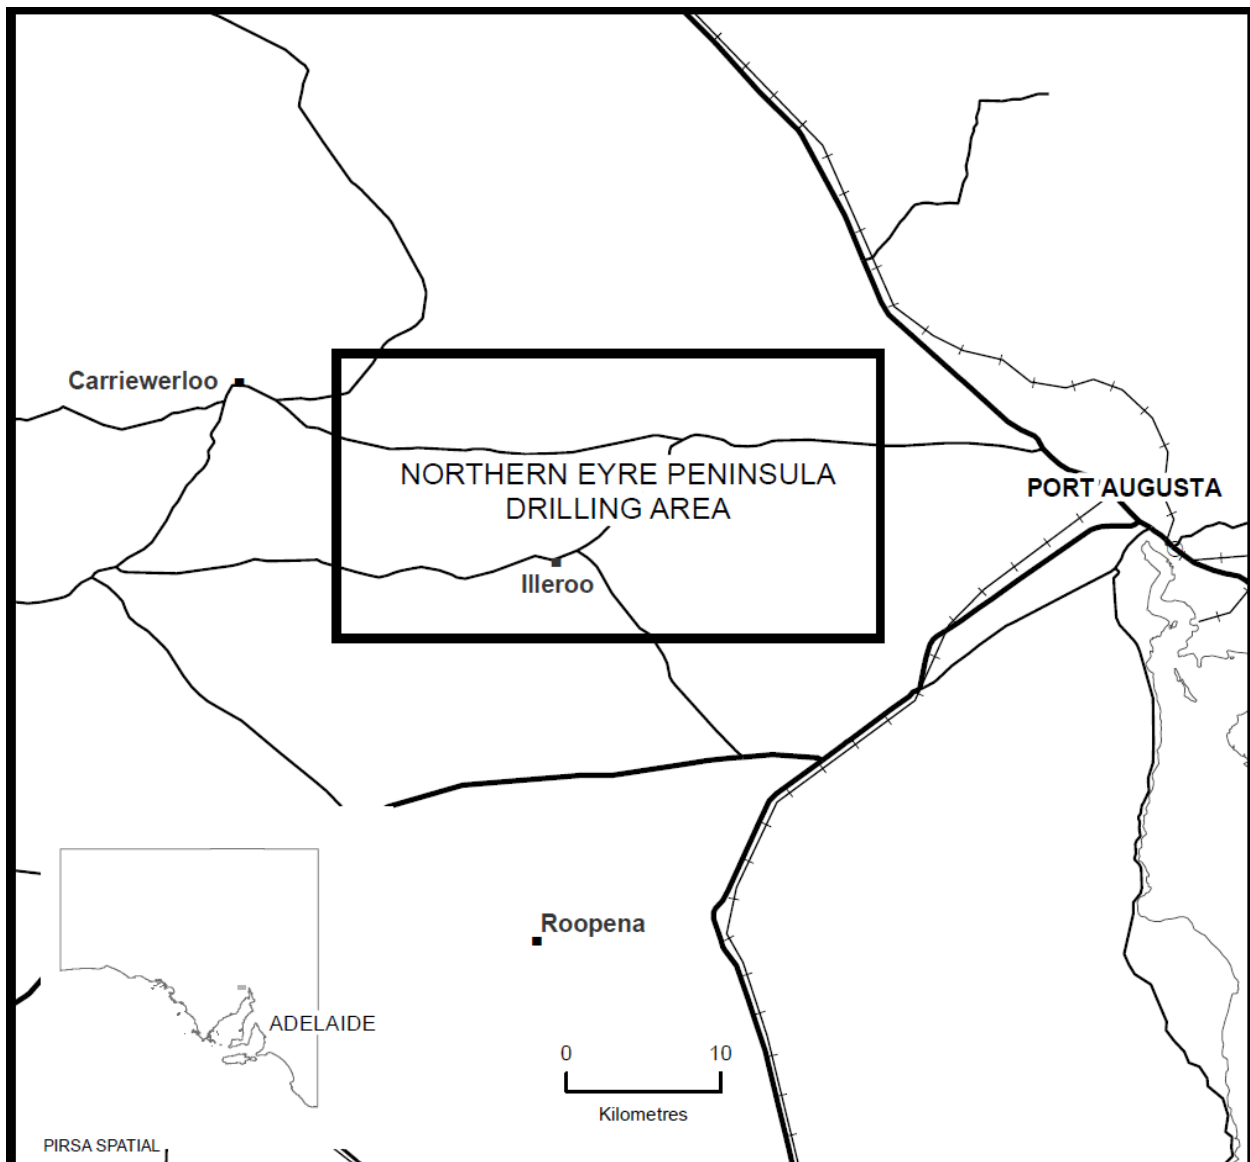 Carriewerloo
NORTHERN EYRE PENINSULA
DRILLING AREA
PORT AUGUSTA
Illeroo
Roopena
ADELAIDE
0 10
Kilometres
PIRSA SPATIAL